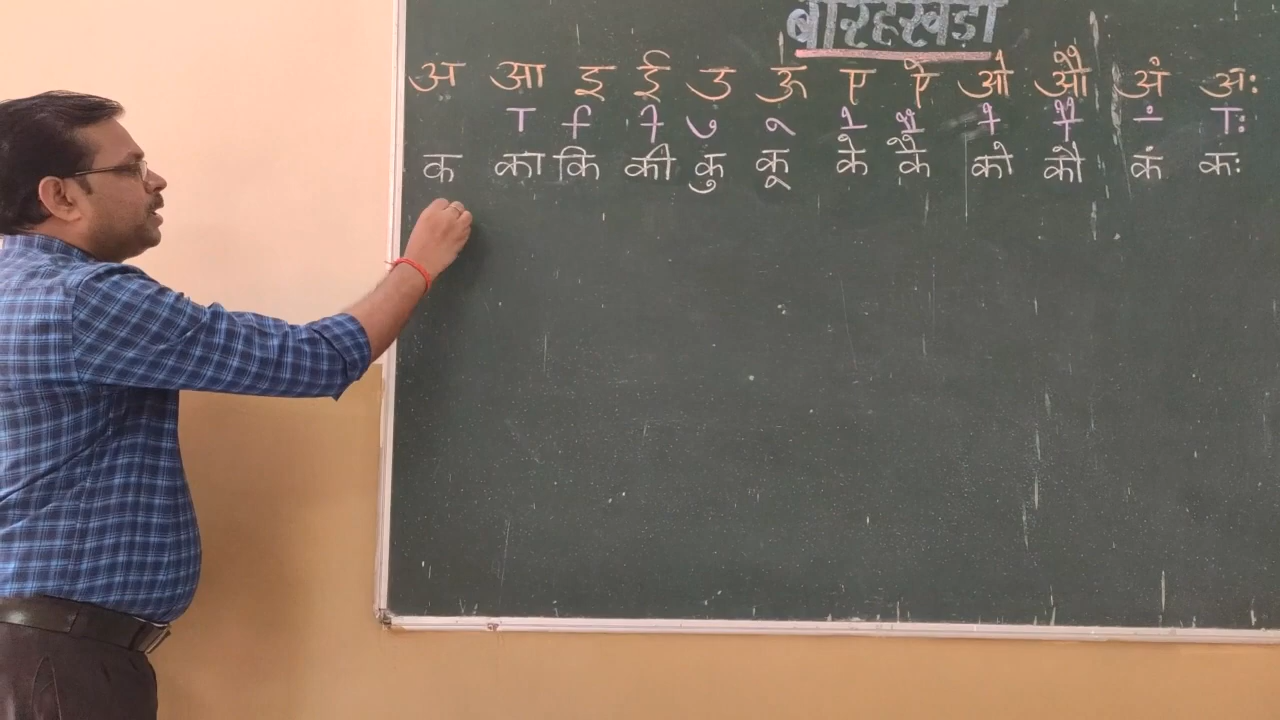 बारहखड़ी
अ आ इ ई उ ऊ ए ऐ ओ औ अं अः
ा ि ी ु ू े ै ो ौ ं ाः
क का कि की कु कू के कै को कौ कं कः